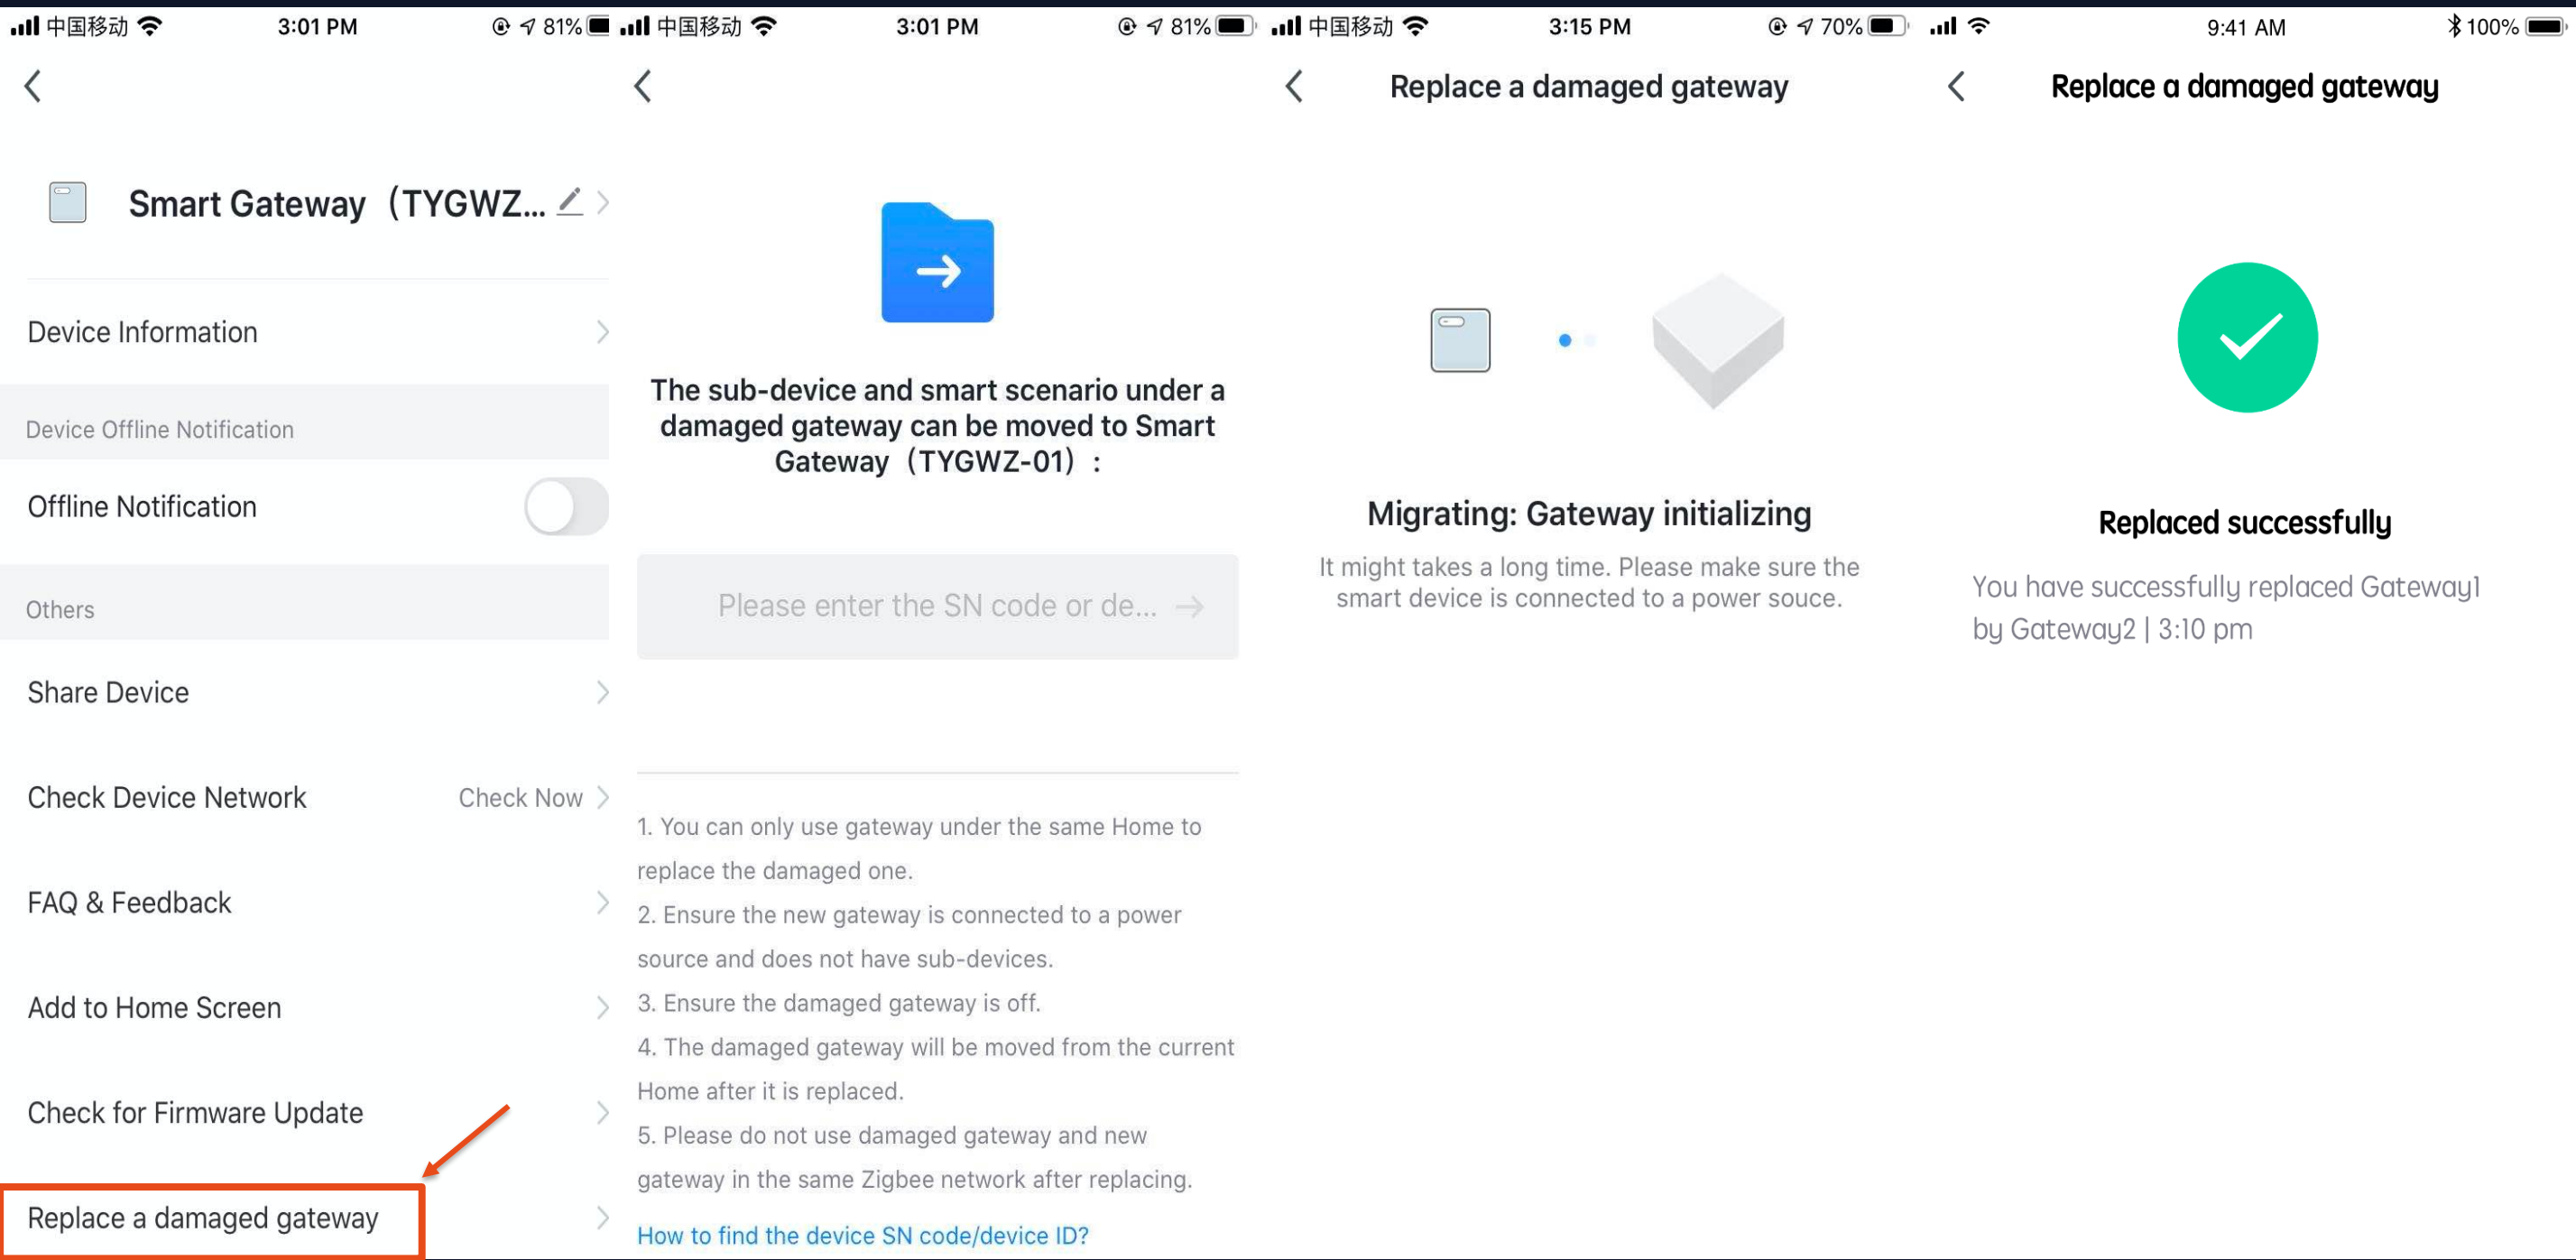 中国移动 3:01 PM 81%
Smart Gateway（TYGWZ...
Device Information
Device Offline Notification
Offline Notification
Others
Share Device
Check Device Network Check Now
FAQ & Feedback
Add to Home Screen
Check for Firmware Update
Replace a damaged gateway
中国移动 3:01 PM 81%
The sub-device and smart scenario under a
damaged gateway can be moved to Smart
Gateway（TYGWZ-01）:
Please enter the SN code or de...
1. You can only use gateway under the same Home to
replace the damaged one.
2. Ensure the new gateway is connected to a power
source and does not have sub-devices.
3. Ensure the damaged gateway is off.
4. The damaged gateway will be moved from the current
Home after it is replaced.
5. Please do not use damaged gateway and new
gateway in the same Zigbee network after replacing.
How to find the device SN code/device ID?
中国移动 3:15 PM 70%
Replace a damaged gateway
Migrating: Gateway initializing
It might takes a long time. Please make sure the
smart device is connected to a power souce.
9:41 AM 100%
Replace a damaged gateway
Replaced successfully
You have successfully replaced Gateway1
by Gateway2 | 3:10 pm